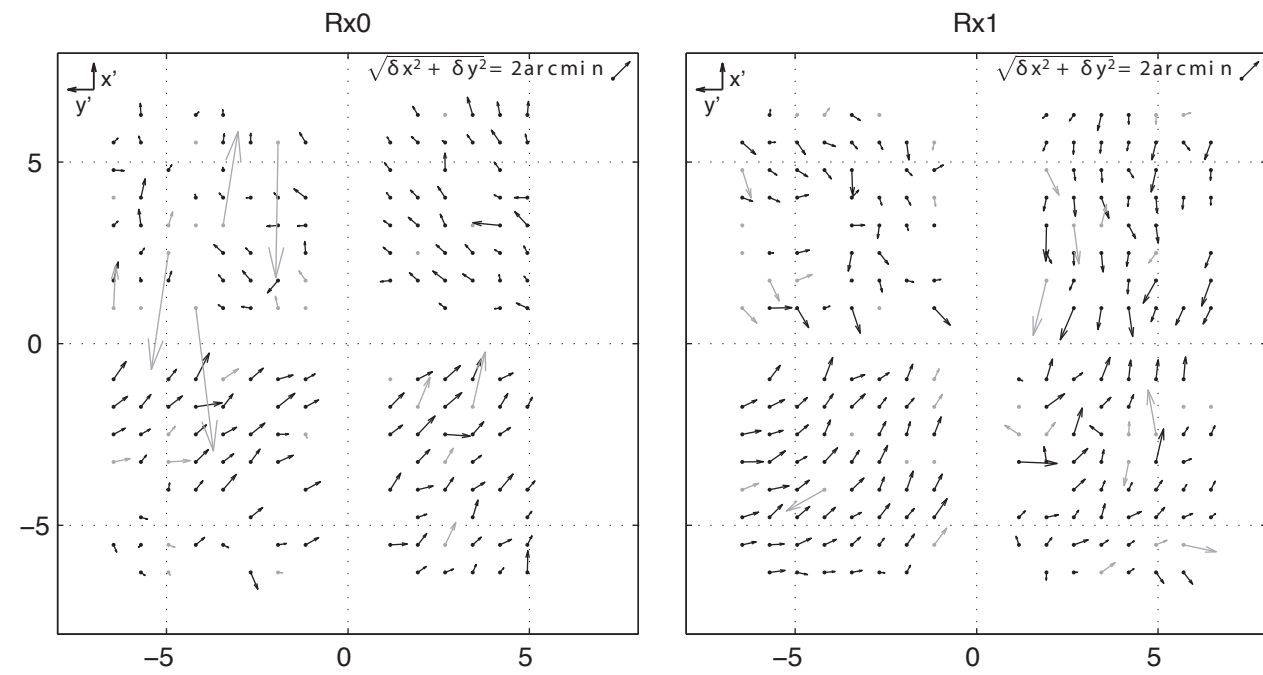 Rx0
Rx1
√δx² + δy² = 2arcmin
√δx² + δy² = 2arcmin
x'
y'
x'
y'
5
0
−5
−5
0
5
−5
0
5